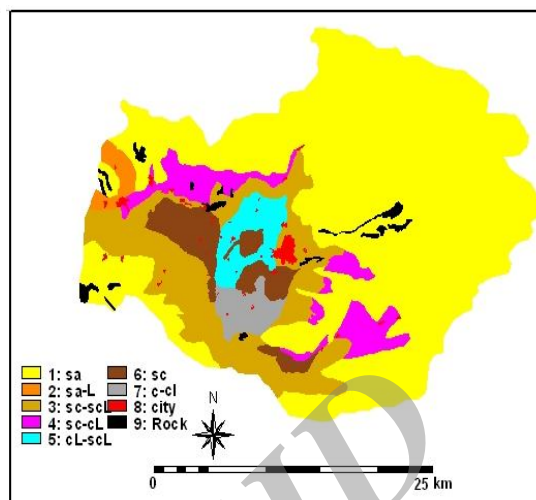 1: sa
2: sa-L
3: sc-scL
4: sc-cL
5: cL-scL
6: sc
7: c-cl
8: city
9: Rock
N
0 25 km